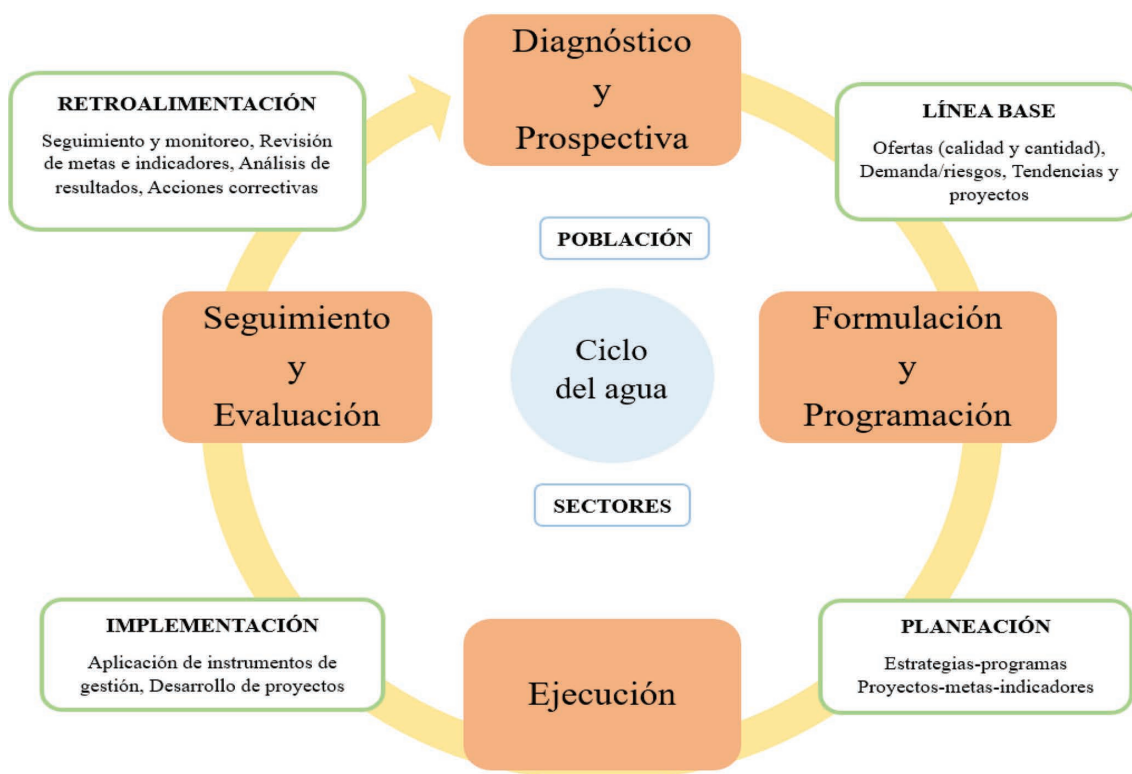 Diagnóstico
y
Prospectiva
LÍNEA BASE
Ofertas (calidad y cantidad),
Demanda/riesgos, Tendencias y
proyectos
Formulación
y
Programación
PLANEACIÓN
Estrategias-programas
Proyectos-metas-indicadores
Ejecución
IMPLEMENTACIÓN
Aplicación de instrumentos de
gestión, Desarrollo de proyectos
Seguimiento
y
Evaluación
RETROALIMENTACIÓN
Seguimiento y monitoreo, Revisión
de metas e indicadores, Análisis de
resultados, Acciones correctivas
POBLACIÓN
Ciclo
del agua
SECTORES